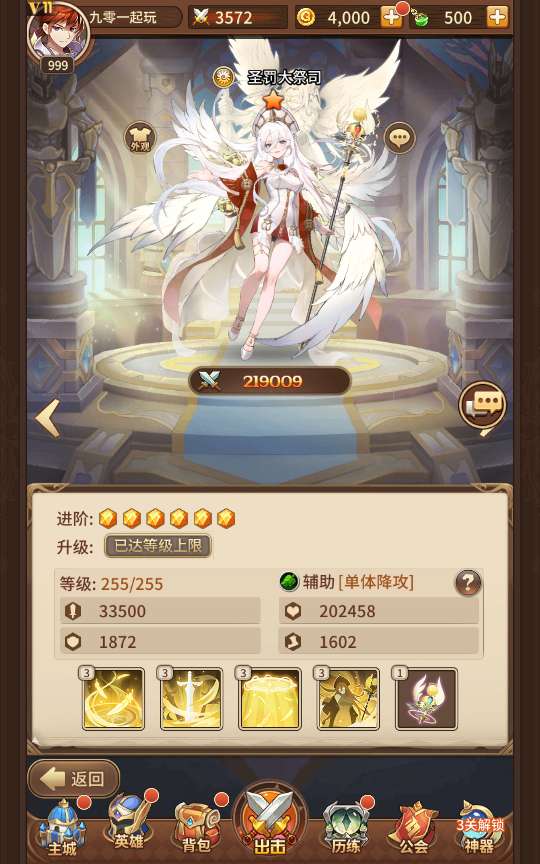 V11
九零一起玩
3572
4,000
500
999
圣罚大祭司
外观
219009
进阶:
升级: 已达等级上限
等级: 255/255
辅助 [单体降攻]
?
33500
202458
1872
1602
3
3
3
3
1
返回
主城
英雄
背包
出击
历练
公会
3关解锁
神器